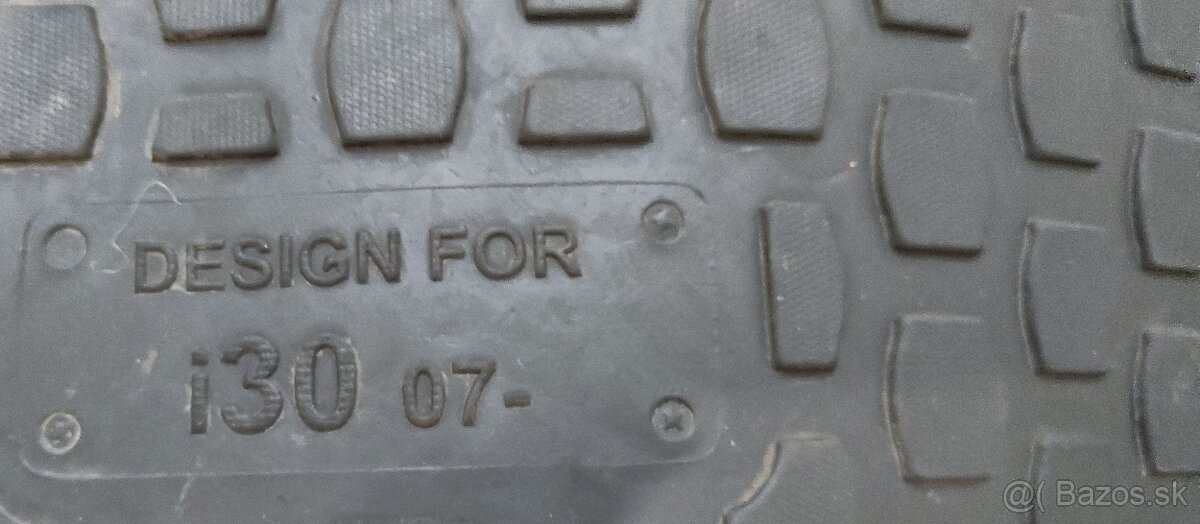 DESIGN FOR
i30 07-
@( Bazos.sk